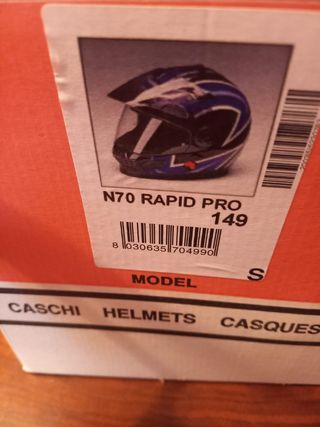 N70 RAPID PRO
149
8 030635 704990
S
MODEL
CASCHI HELMETS CASQUES